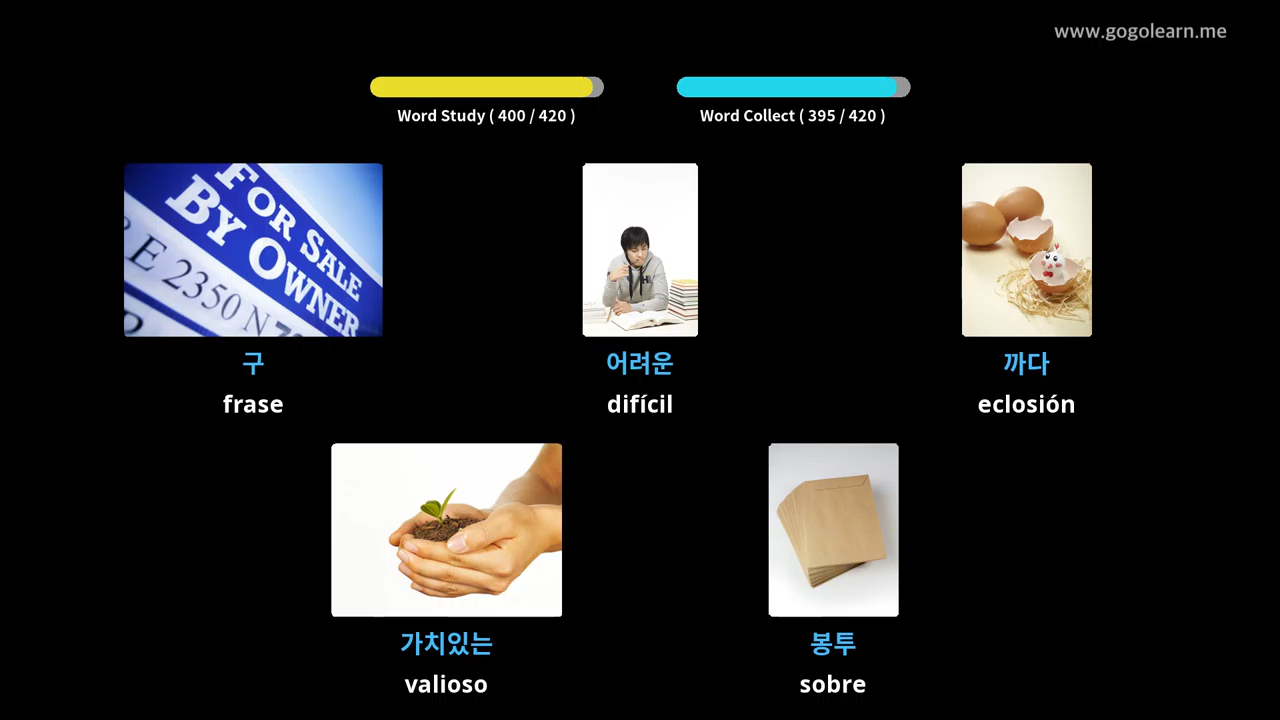 www.gogolearn.me
Word Study ( 400 / 420 )
Word Collect ( 395 / 420 )
FOR SALE
BY OWNER
E 2350 N
구
frase
어려운
difícil
까다
eclosión
가치있는
valioso
봉투
sobre